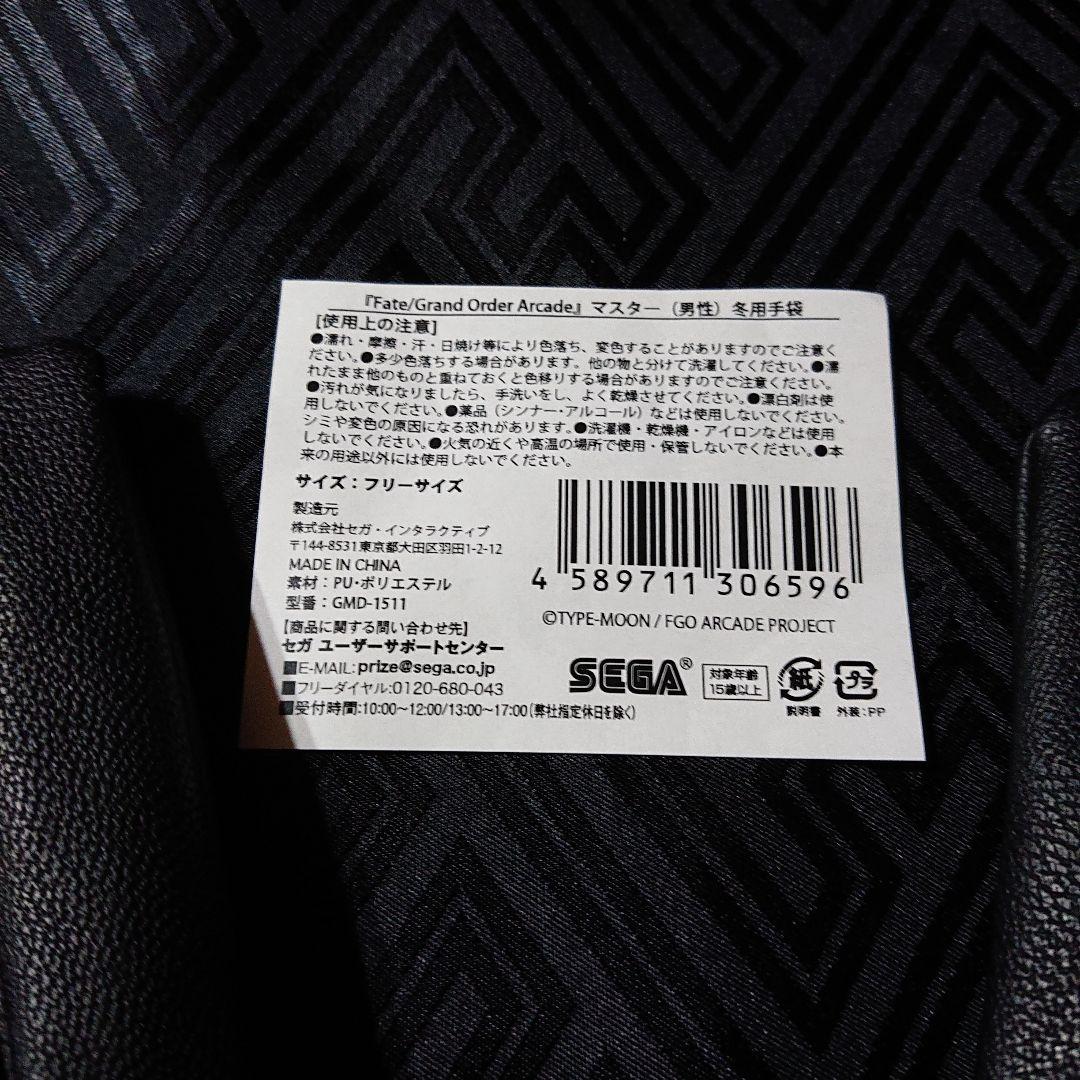 『Fate/Grand Order Arcade』マスター（男性）冬用手袋
[使用上の注意]
●濡れ・摩擦・汗・日焼け等により色落ち、変色することがありますのでご注意く
ださい。●多少色落ちする場合があります。他の物と分けて洗濯してください。●濡
れたまま他のものと重ねておくと色移りする場合がありますのでご注意ください。
●汚れが気になりましたら、手洗いをし、よく乾燥させてください。●漂白剤は使
用しないでください。●薬品（シンナー・アルコール）などは使用しないでください。
シミや変色の原因になる恐れがあります。●洗濯機・乾燥機・アイロンなどは使用
しないでください。●火気の近くや高温の場所で使用・保管しないでください。●本
来の用途以外には使用しないでください。
サイズ：フリーサイズ
製造元
株式会社セガ・インタラクティブ
〒144-8531東京都大田区羽田1-2-12
MADE IN CHINA
素材：PU・ポリエステル
型番：GMD-1511
【商品に関する問い合わせ先】
セガ ユーザーサポートセンター
■E-MAIL:prize@sega.co.jp
■フリーダイヤル:0120-680-043
■受付時間:10:00～12:00/13:00～17:00(弊社指定休日を除く)
4 589711 306596
©TYPE-MOON / FGO ARCADE PROJECT
SEGA®
対象年齢
15歳以上
紙
説明書
プラ
外装：PP